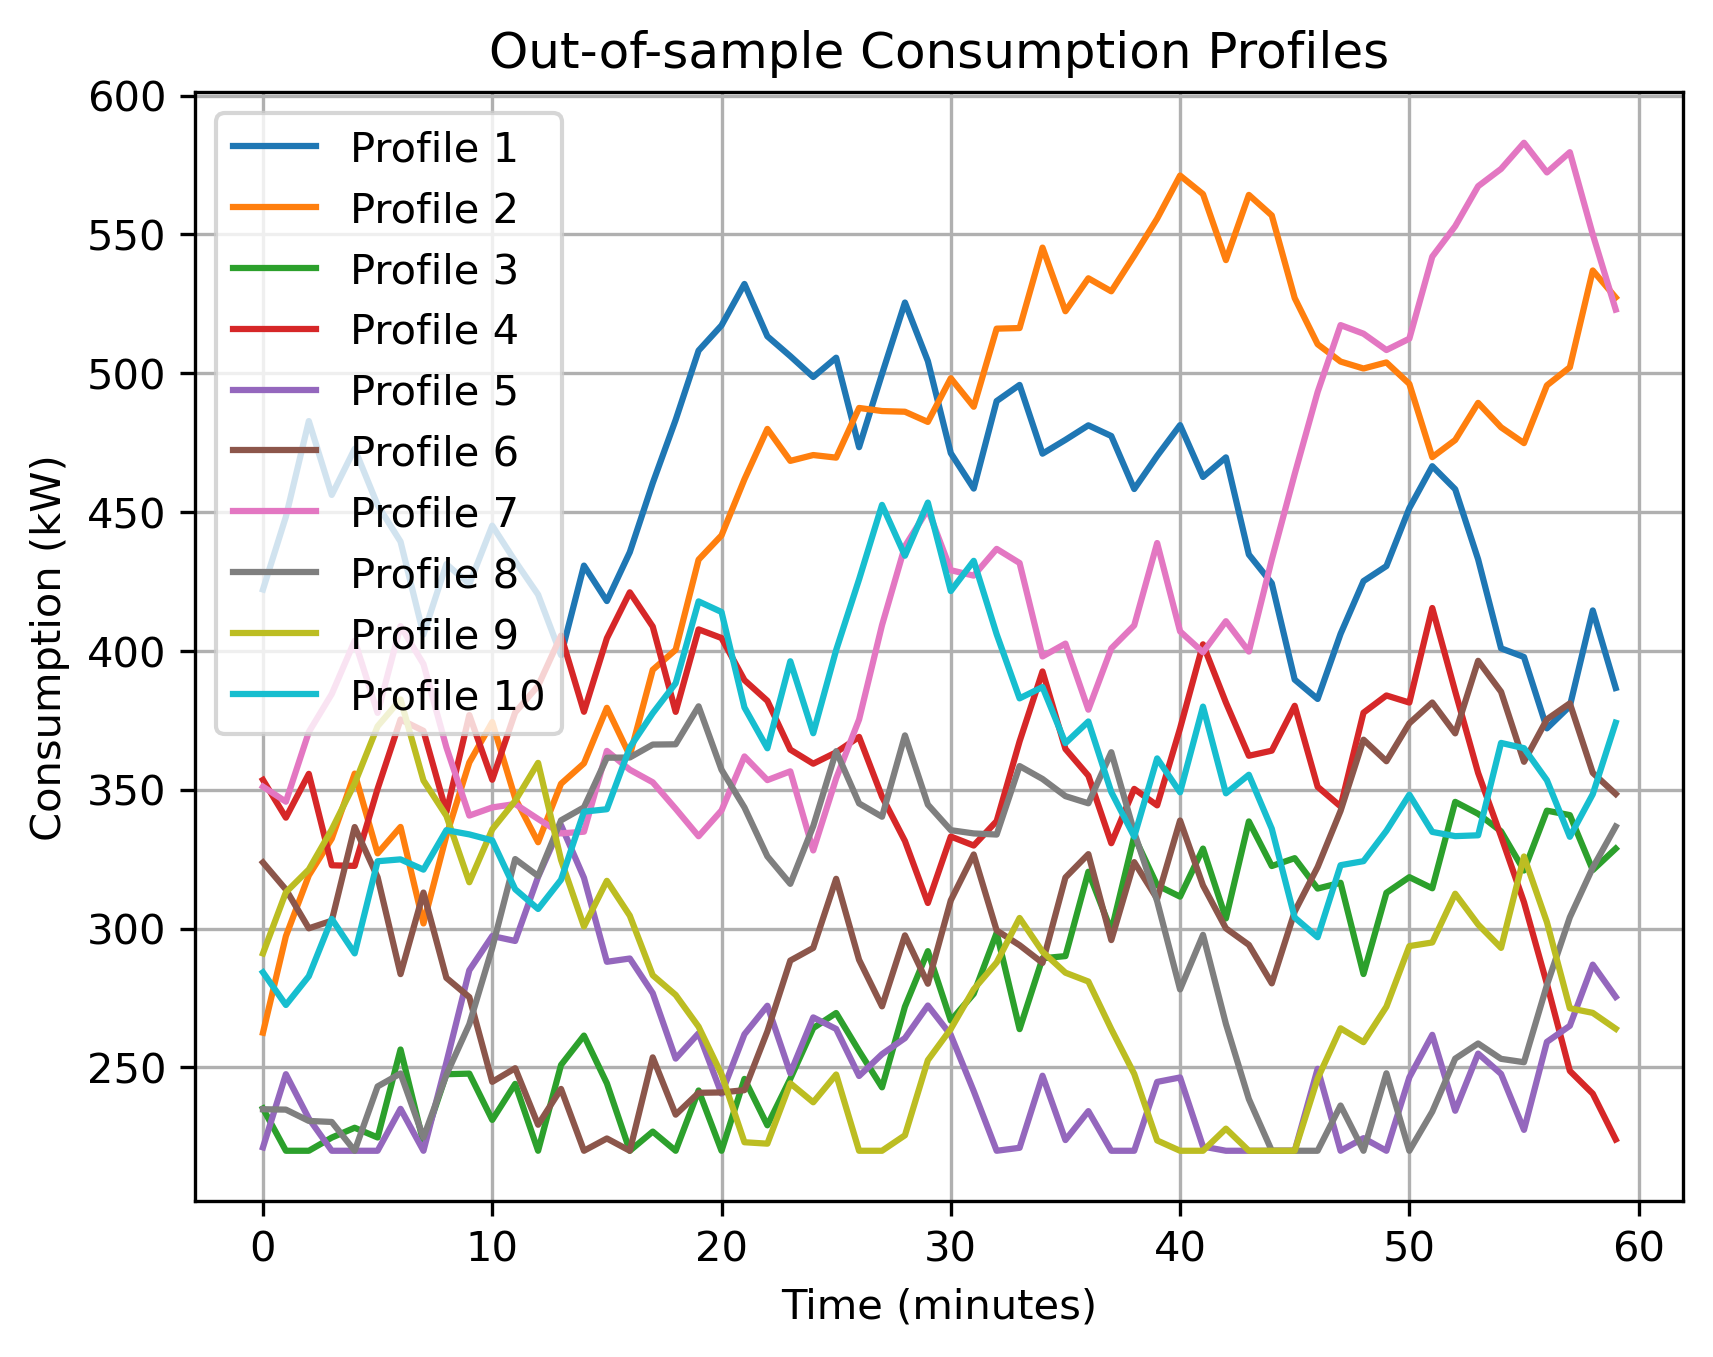 Out-of-sample Consumption Profiles
600
550
500
450
400
350
300
250
Consumption (kW)
Profile 1
Profile 2
Profile 3
Profile 4
Profile 5
Profile 6
Profile 7
Profile 8
Profile 9
Profile 10
0 10 20 30 40 50 60
Time (minutes)